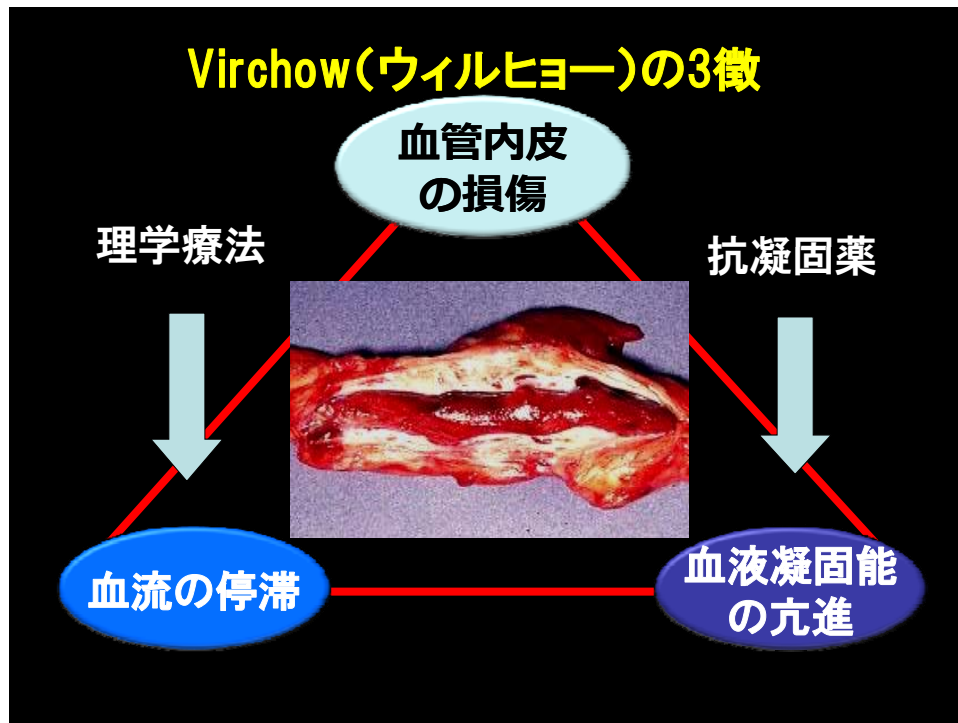 Virchow（ウィルヒョー）の3徴
血管内皮
の損傷
理学療法
抗凝固薬
血流の停滞
血液凝固能
の亢進